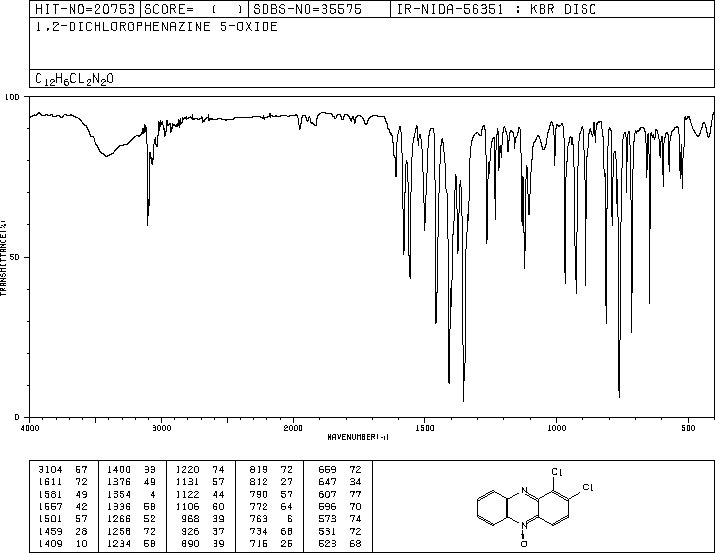 HIT-NO=20753 SCORE= ( ) SDBS-NO=35575 IR-NIDA-56351 : KBR DISC
1,2-DICHLOROPHENAZINE 5-OXIDE
C12H6CL2N2O
100
50
0
TRANSMITTANCE(%)
4000 3000 2000 1500 1000 500
WAVENUMBER(-1)
3104 57 1400 33 1220 74 819 72 669 72
1611 72 1376 49 1131 57 812 27 647 34
1581 49 1354 4 1122 44 790 57 607 77
1557 42 1336 58 1106 60 772 64 596 70
1501 57 1266 52 968 39 763 6 573 74
1459 28 1258 72 926 37 734 68 531 72
1409 10 1234 58 890 39 716 26 523 68
Cl
Cl
N
N
O